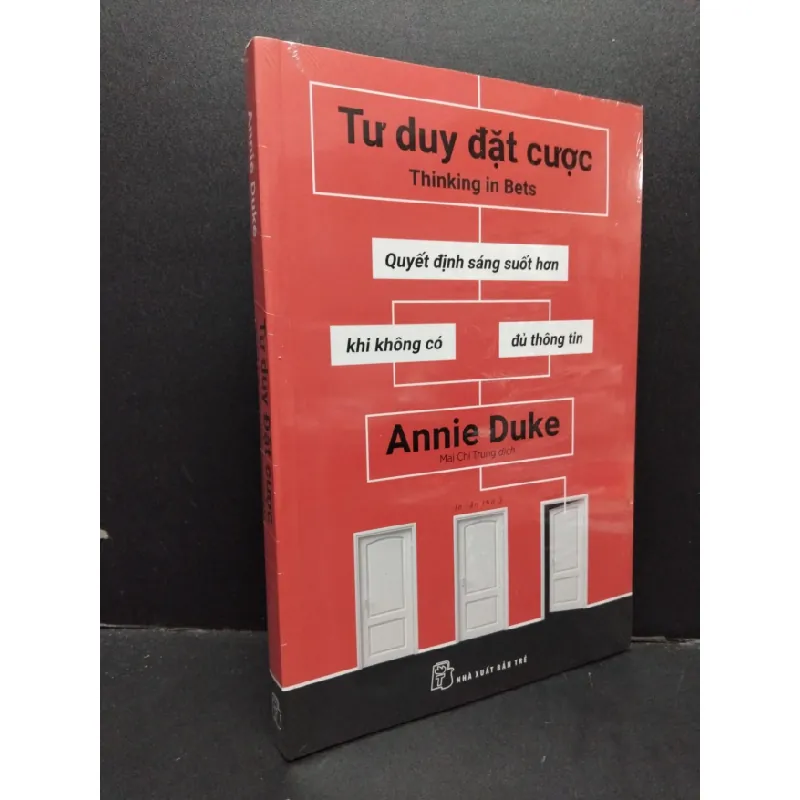 Tư duy đặt cược
Thinking in Bets
Quyết định sáng suốt hơn
khi không có
đủ thông tin
Annie Duke
Mai Chí Trung dịch
NHÀ XUẤT BẢN TRẺ
Annie Duke
Tư duy Đặt cược